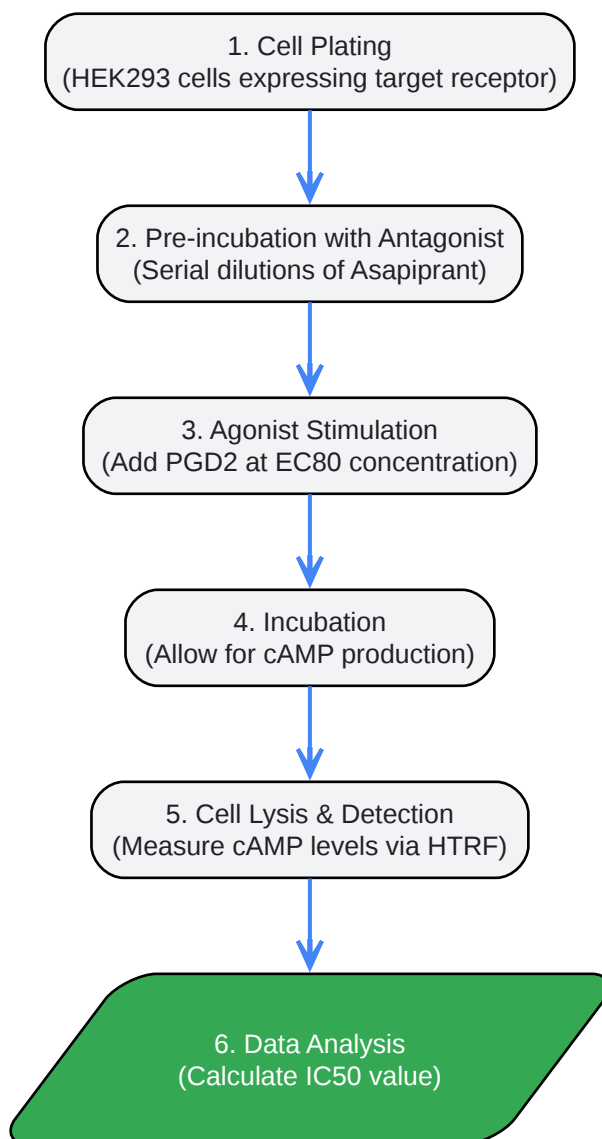 1. Cell Plating
(HEK293 cells expressing target receptor)
2. Pre-incubation with Antagonist
(Serial dilutions of Asapiprant)
3. Agonist Stimulation
(Add PGD2 at EC80 concentration)
4. Incubation
(Allow for cAMP production)
5. Cell Lysis & Detection
(Measure cAMP levels via HTRF)
6. Data Analysis
(Calculate IC50 value)